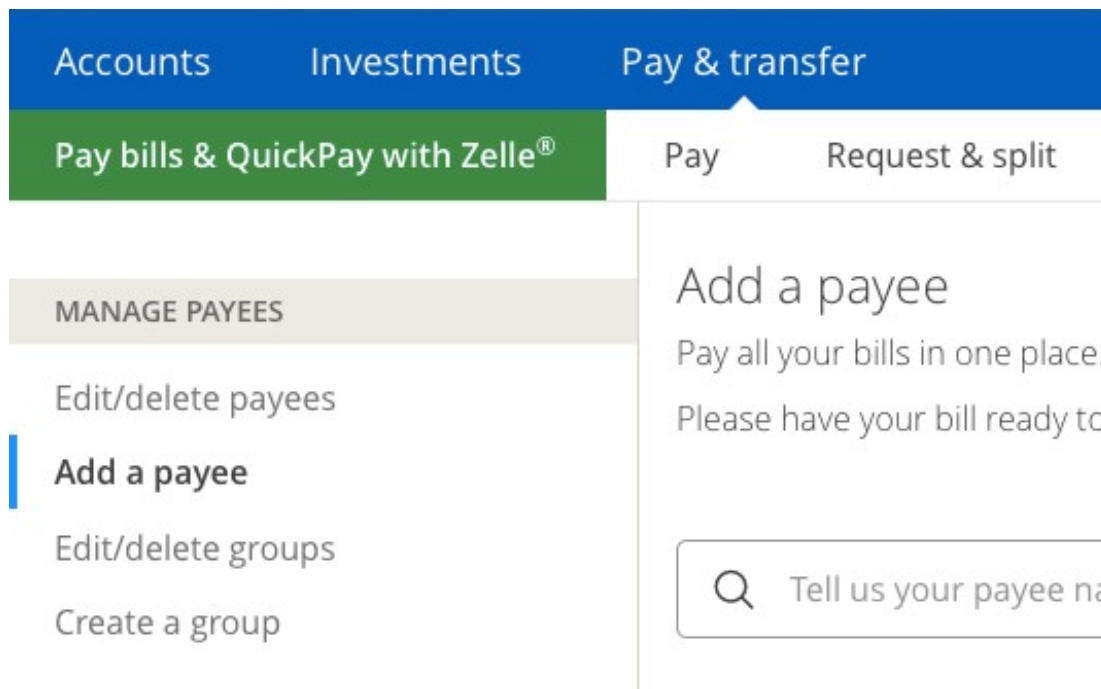 Accounts Investments Pay & transfer
Pay bills & QuickPay with Zelle® Pay Request & split
MANAGE PAYEES
Edit/delete payees
Add a payee
Edit/delete groups
Create a group
Add a payee
Pay all your bills in one place.
Please have your bill ready to
Tell us your payee